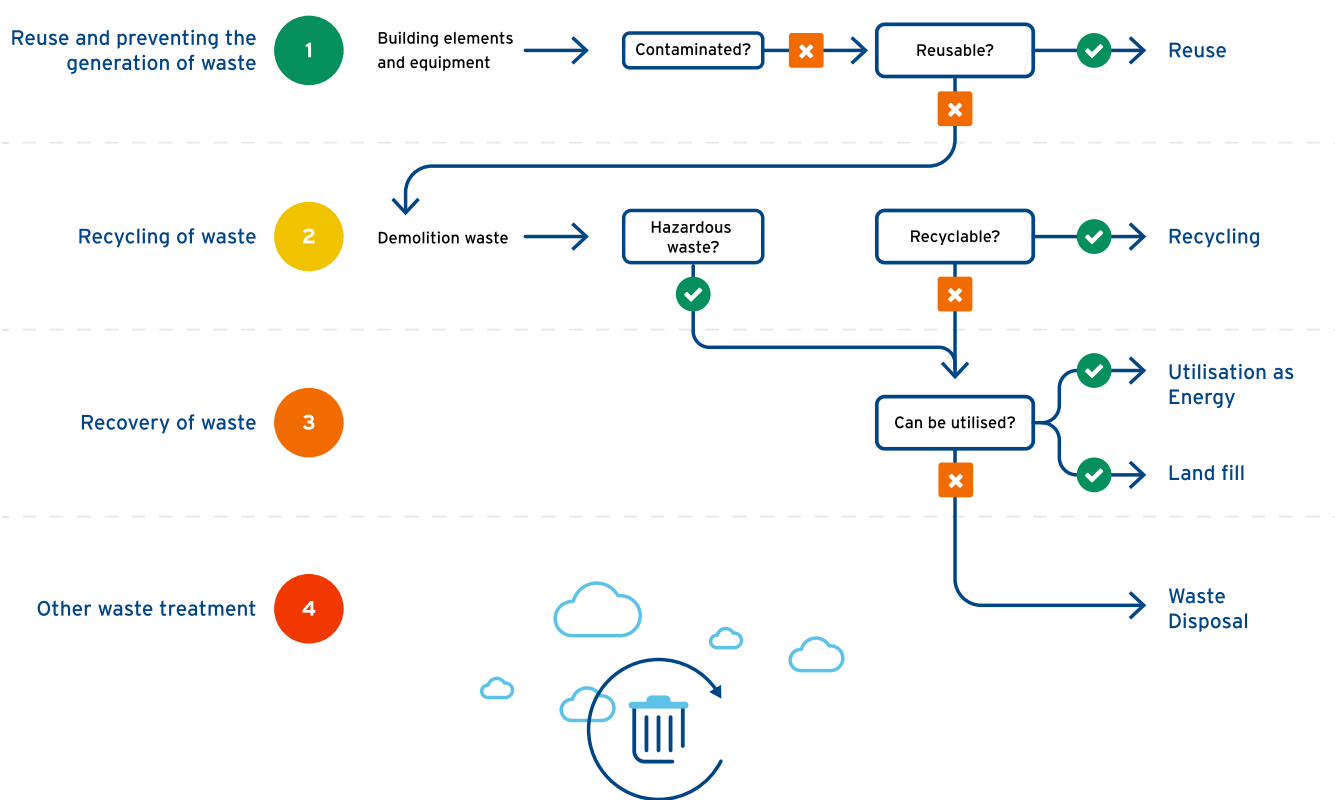 Reuse and preventing the
generation of waste
1
Building elements
and equipment
Contaminated?
Reusable?
Reuse
Recycling of waste
2
Demolition waste
Hazardous
waste?
Recyclable?
Recycling
Recovery of waste
3
Can be utilised?
Utilisation as
Energy
Land fill
Other waste treatment
4
Waste
Disposal